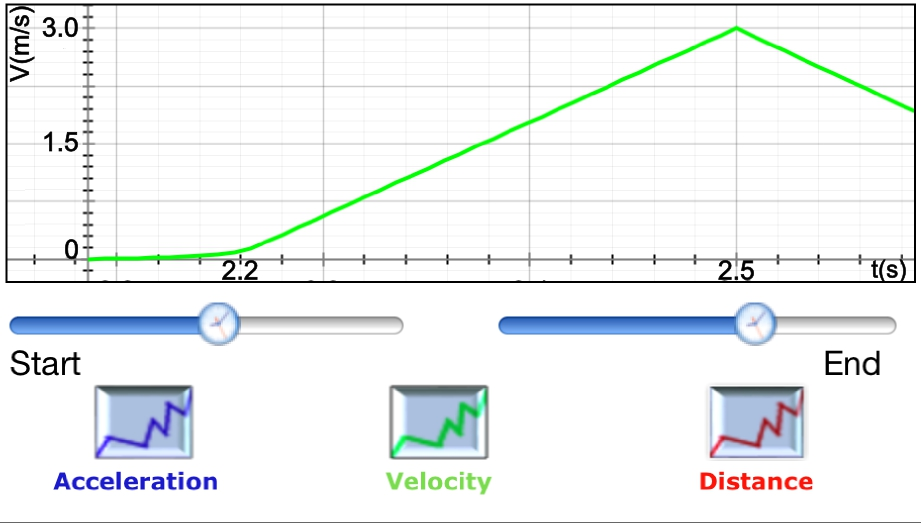 V(m/s)
3.0
1.5
0
2.2
2.5
t(s)
Start
End
Acceleration
Velocity
Distance